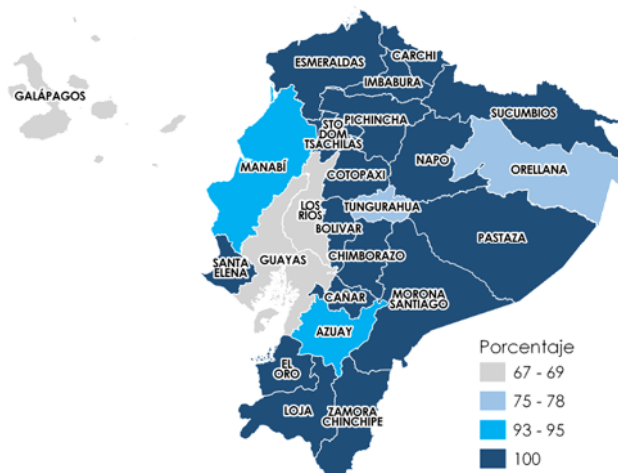 ESMERALDAS
CARCHI
IMBABURA
GALÁPAGOS
SUCUMBIOS
PICHINCHA
STO
DOM
TSÁCHILAS
NAPO
ORELLANA
MANABÍ
COTOPAXI
TUNGURAHUA
LOS
RIOS
BOLIVAR
PASTAZA
SANTA
ELENA
GUAYAS
CHIMBORAZO
CAÑAR
MORONA
SANTIAGO
AZUAY
EL
ORO
LOJA
ZAMORA
CHINCHIPE
Porcentaje
67 - 69
75 - 78
93 - 95
100